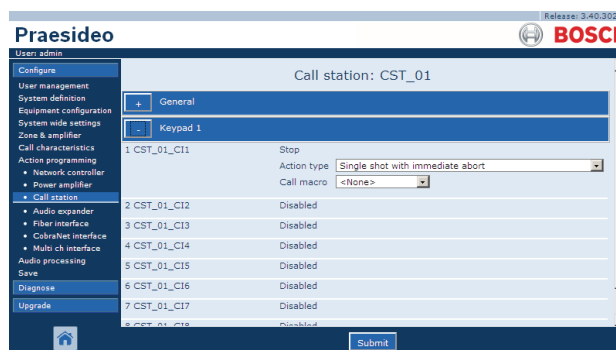 Release: 3.40.302
Praesideo
BOSCH
User: admin
Configure
User management
System definition
Equipment configuration
System wide settings
Zone & amplifier
Call characteristics
Action programming
• Network controller
• Power amplifier
• Call station
• Audio expander
• Fiber interface
• CobraNet interface
• Multi ch interface
Audio processing
Save
Diagnose
Upgrade
Call station: CST_01
+ General
- Keypad 1
1 CST_01_CI1 Stop
Action type Single shot with immediate abort
Call macro <None>
2 CST_01_CI2 Disabled
3 CST_01_CI3 Disabled
4 CST_01_CI4 Disabled
5 CST_01_CI5 Disabled
6 CST_01_CI6 Disabled
7 CST_01_CI7 Disabled
8 CST_01_CI8 Disabled
Submit